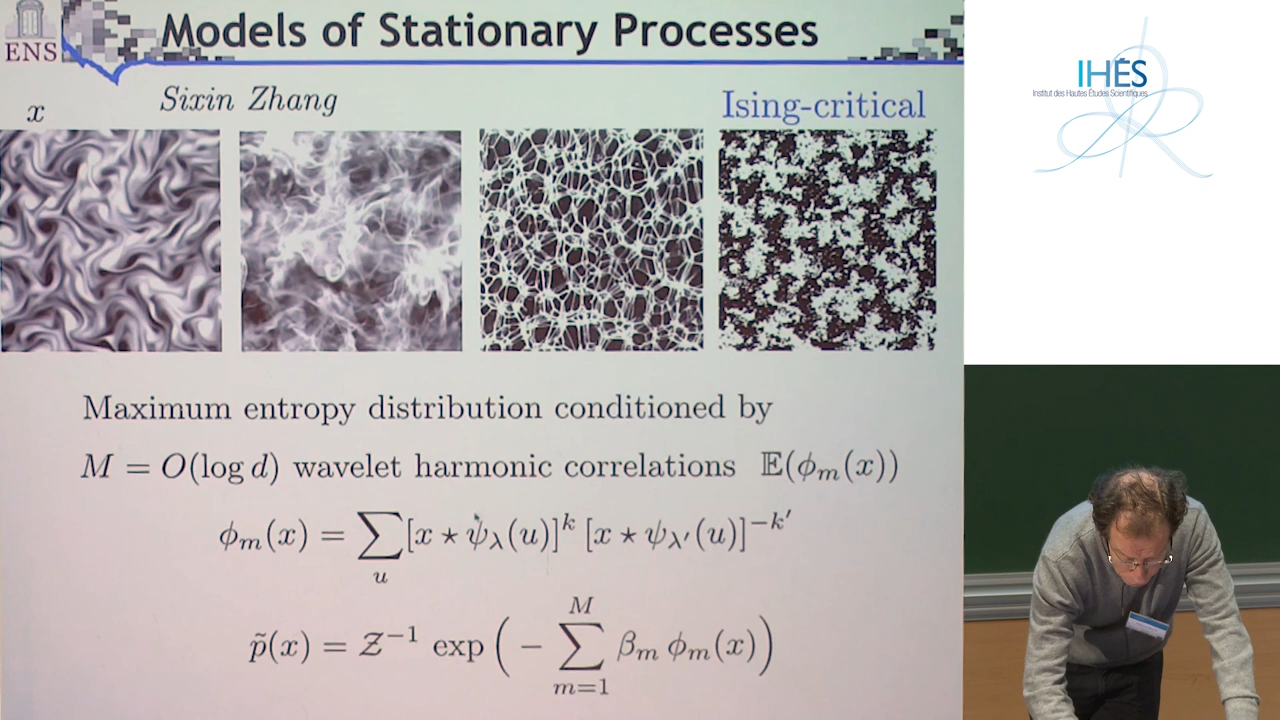 ENS
Models of Stationary Processes
x
Sixin Zhang
Ising-critical
Maximum entropy distribution conditioned by
M = O(log d) wavelet harmonic correlations 𝔼(ϕ_m(x))
ϕ_m(x) = ∑_u [x ⋆ ψ_λ(u)]^k [x ⋆ ψ_λ′(u)]^{−k′}
p̃(x) = 𝒵^{−1} exp ( − ∑_{m=1}^{M} β_m ϕ_m(x) )
IHÉS
Institut des Hautes Études Scientifiques